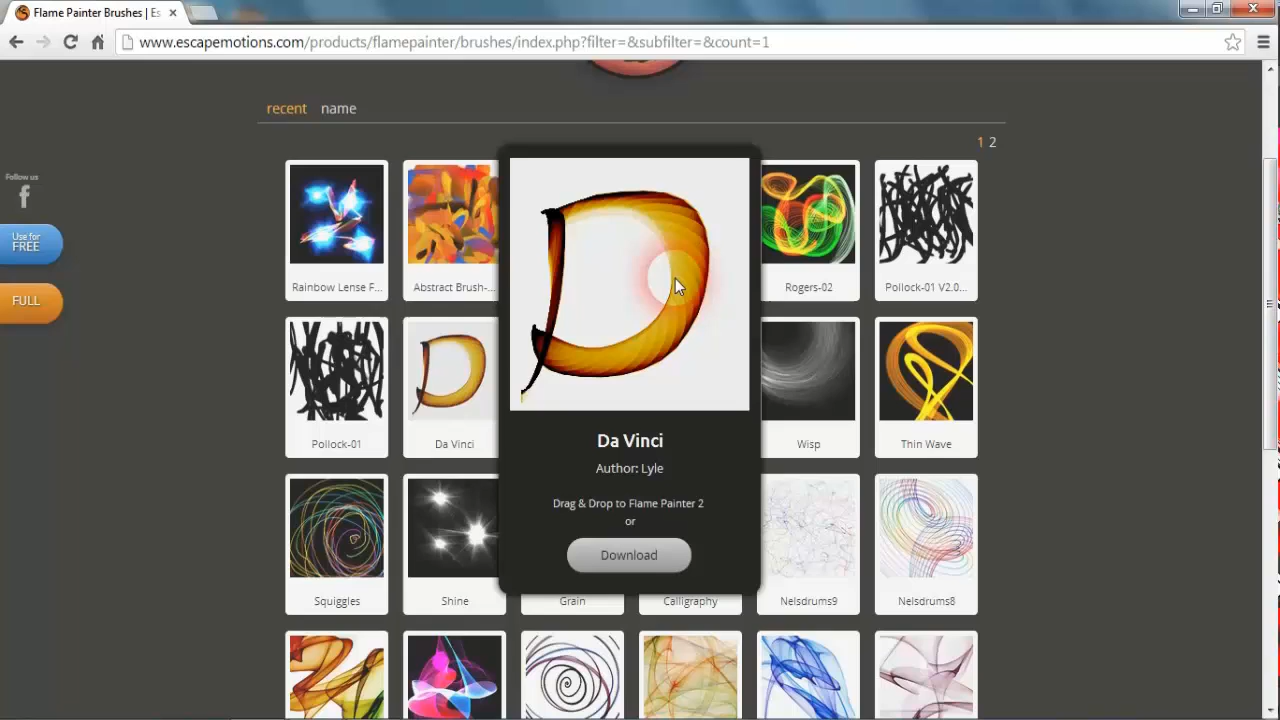 Flame Painter Brushes | Es
www.escapemotions.com/products/flamepainter/brushes/index.php?filter=&subfilter=&count=1
recent name
1 2
Follow us
Use for
FREE
FULL
Rainbow Lense F...
Abstract Brush-...
Rogers-02
Pollock-01 V2.0...
Pollock-01
Da Vinci
Wisp
Thin Wave
Da Vinci
Author: Lyle
Drag & Drop to Flame Painter 2
or
Download
Squiggles
Shine
Grain
Calligraphy
Nelsdrums9
Nelsdrums8